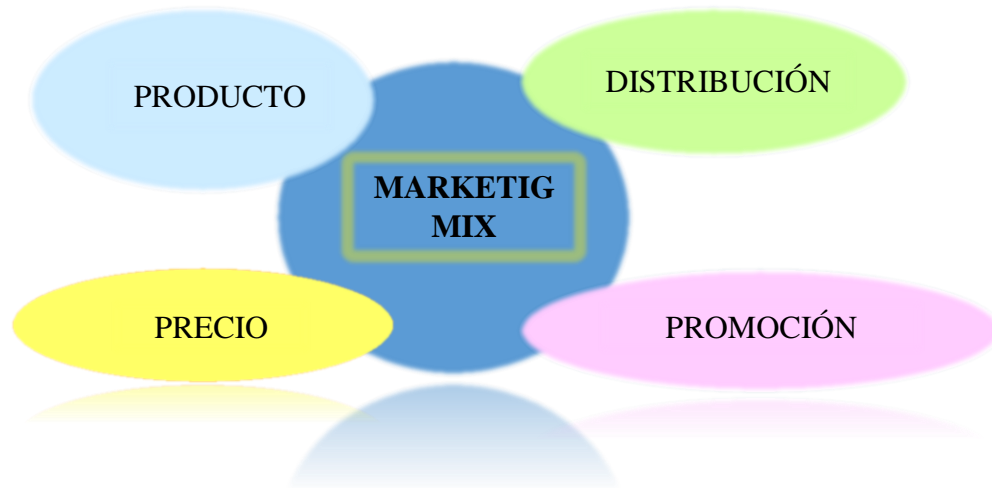 PRODUCTO
DISTRIBUCIÓN
MARKETIG
MIX
PRECIO
PROMOCIÓN